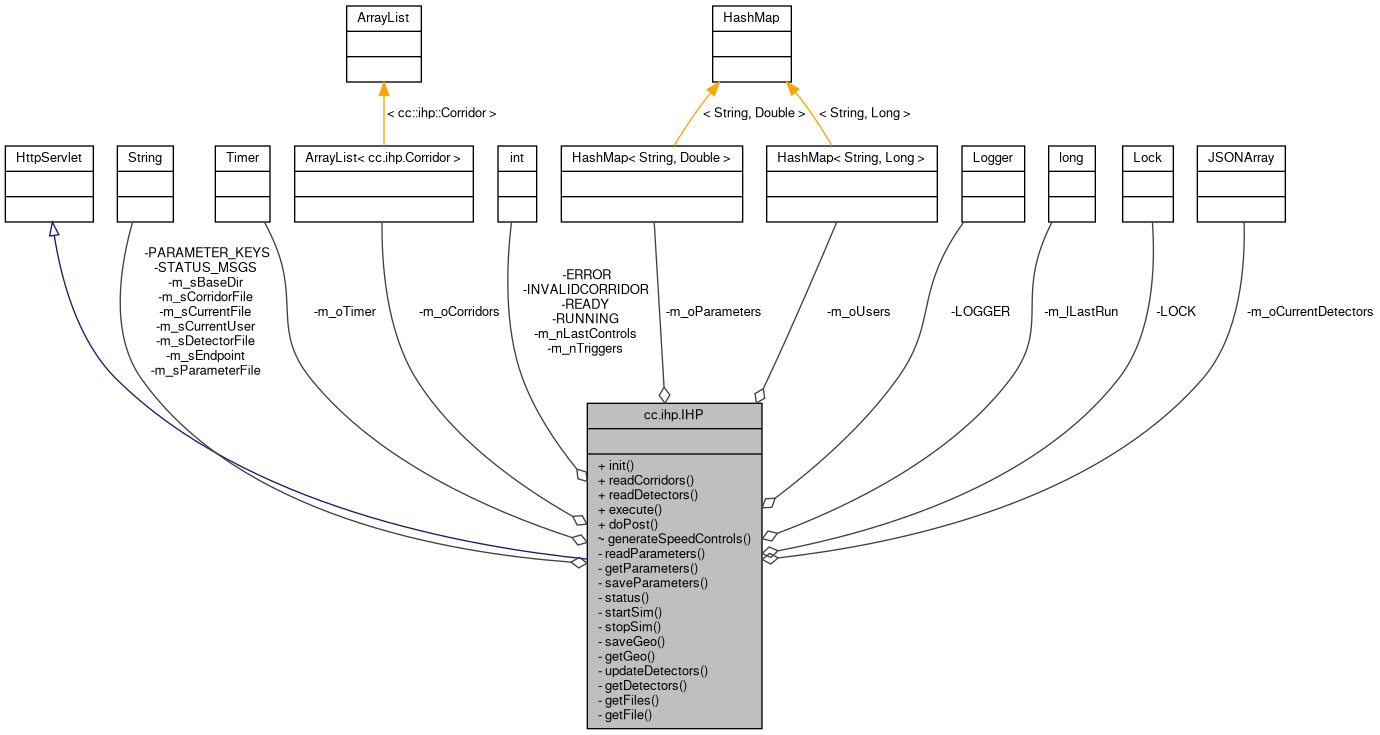 ArrayList
HashMap
< cc::ihp::Corridor >
< String, Double >
< String, Long >
HttpServlet
String
Timer
ArrayList< cc.ihp.Corridor >
int
HashMap< String, Double >
HashMap< String, Long >
Logger
long
Lock
JSONArray
-PARAMETER_KEYS
-STATUS_MSGS
-m_sBaseDir
-m_sCorridorFile
-m_sCurrentFile
-m_sCurrentUser
-m_sDetectorFile
-m_sEndpoint
-m_sParameterFile
-m_oTimer
-m_oCorridors
-ERROR
-INVALIDCORRIDOR
-READY
-RUNNING
-m_nLastControls
-m_nTriggers
-m_oParameters
-m_oUsers
-LOGGER
-m_lLastRun
-LOCK
-m_oCurrentDetectors
cc.ihp.IHP
+ init()
+ readCorridors()
+ readDetectors()
+ execute()
+ doPost()
~ generateSpeedControls()
- readParameters()
- getParameters()
- saveParameters()
- status()
- startSim()
- stopSim()
- saveGeo()
- getGeo()
- updateDetectors()
- getDetectors()
- getFiles()
- getFile()